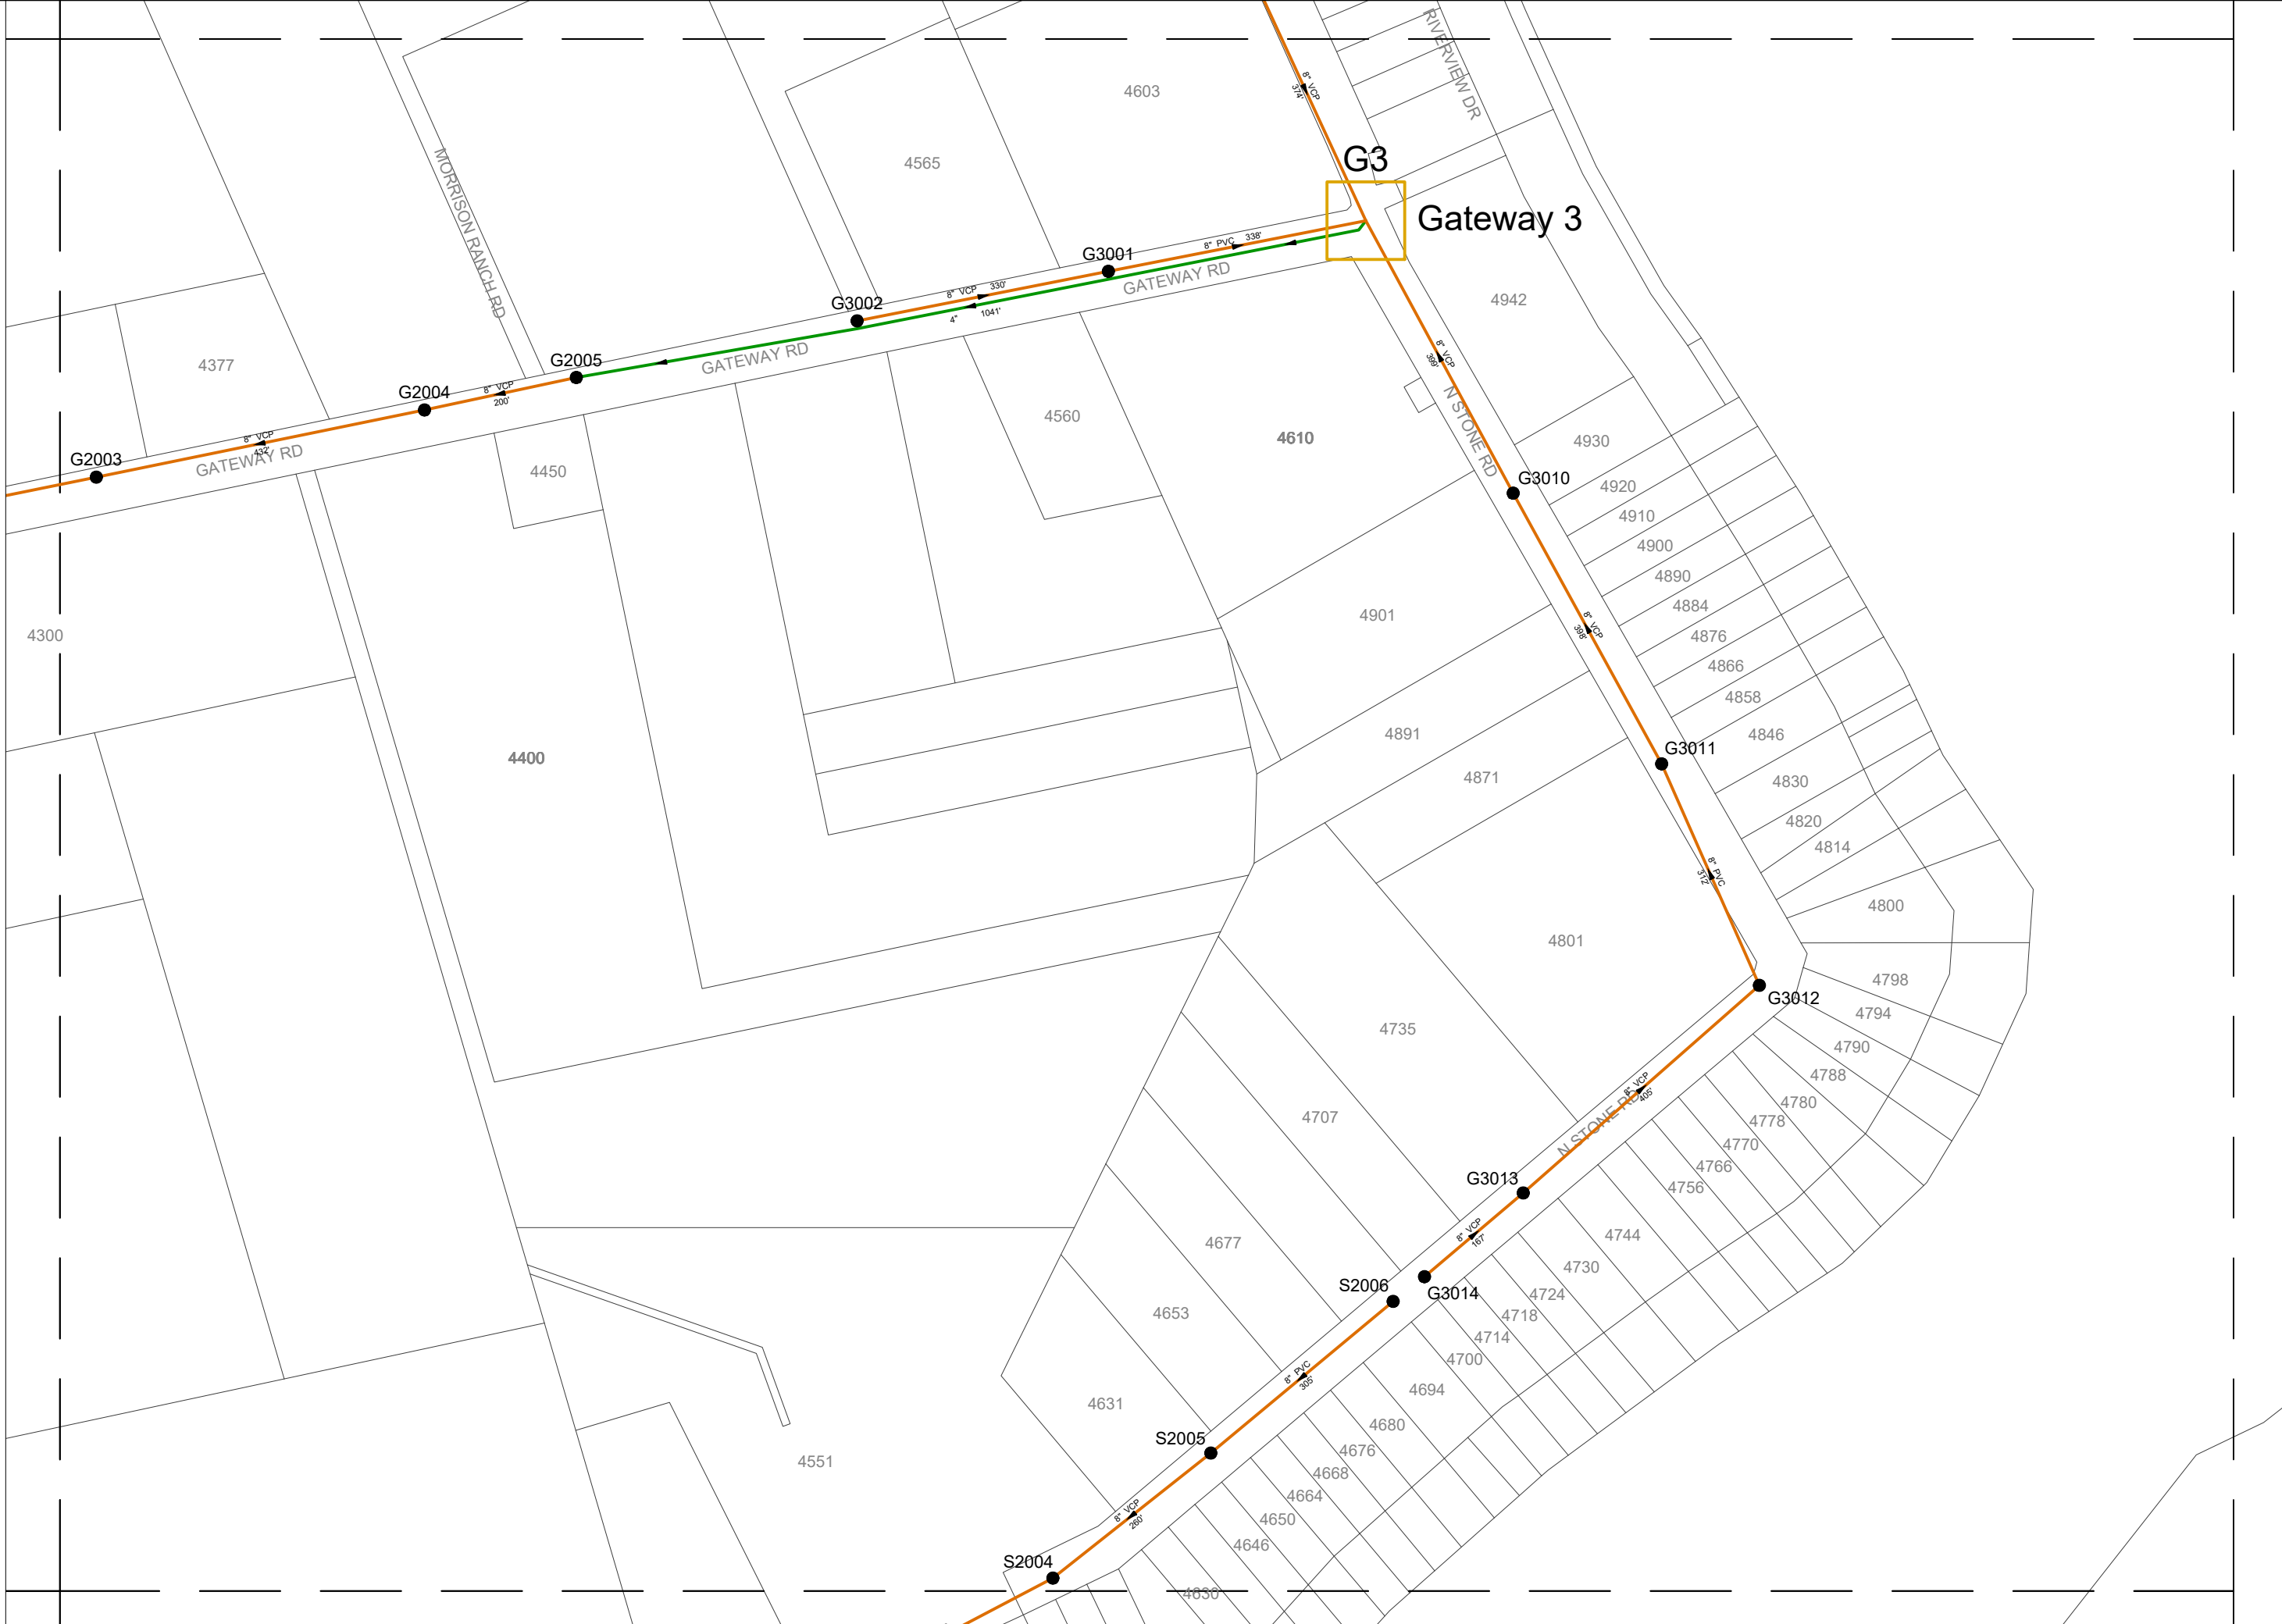 RIVERVIEW DR
4603
8" VCP
374'
4565
MORRISON RANCH RD
G3
Gateway 3
8" PVC 338'
G3001
GATEWAY RD
8" VCP 330'
G3002
4" 1041'
4942
GATEWAY RD
G2005
4377
8" VCP
200'
G2004
8" VCP
399'
N STONE RD
4560
4610
4930
8" VCP
432'
GATEWAY RD
G2003
4450
G3010
4920
4910
4900
4890
4884
4876
4866
4858
4846
4830
4820
4814
4800
4300
4901
8" VCP
398'
4891
G3011
4400
4871
8" PVC
312'
4801
4798
G3012
4794
4790
4788
4780
4778
4770
4766
4756
4735
8" VCP
405'
N STONE RD
4707
G3013
4744
8" VCP
167'
4677
4730
S2006
G3014
4724
4718
4714
4700
4653
8" PVC
305'
4694
4631
4680
4676
4668
4664
4650
4646
4630
S2005
4551
8" VCP
260'
S2004